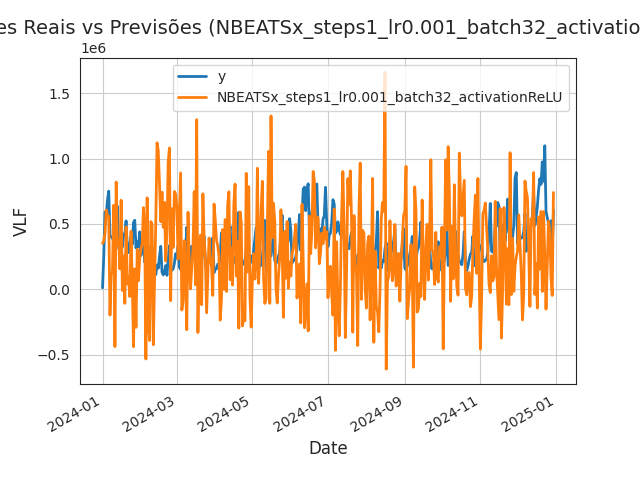 es Reais vs Previsões (NBEATSx_steps1_lr0.001_batch32_activatio
1e6
y
NBEATSx_steps1_lr0.001_batch32_activationReLU
1.5
1.0
0.5
0.0
−0.5
VLF
2024-01
2024-03
2024-05
2024-07
2024-09
2024-11
2025-01
Date